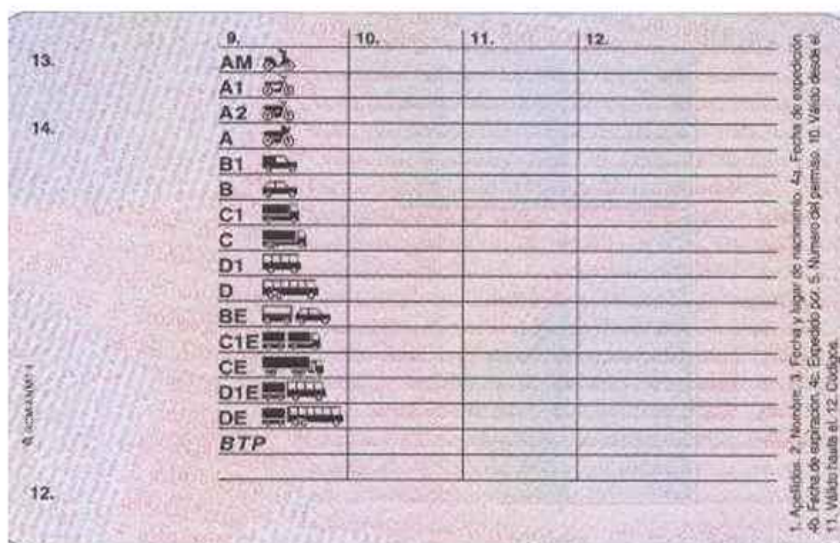 9. 10. 11. 12.
13.
AM
A1
A2
14.
A
B1
B
C1
C
D1
D
BE
C1E
CE
D1E
DE
BTP
12.
1. Apellidos. 2. Nombre. 3. Fecha y lugar de nacimiento. 4a. Fecha de expedición
4b. Fecha de expiración. 4c. Expedido por. 5. Número del permiso. 10. Válido desde el
11. Válido hasta el. 12. Códigos.